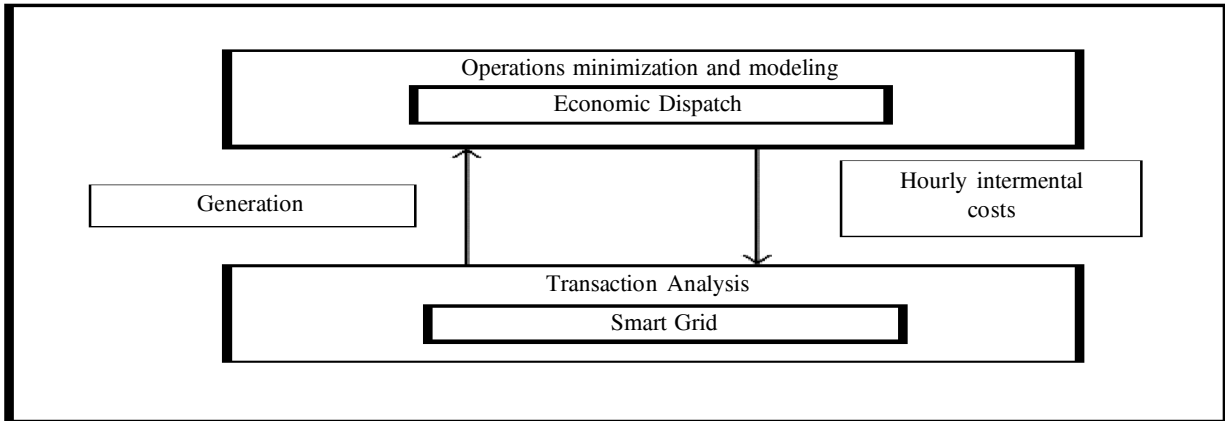 Operations minimization and modeling
Economic Dispatch
Generation
Hourly intermental
costs
Transaction Analysis
Smart Grid